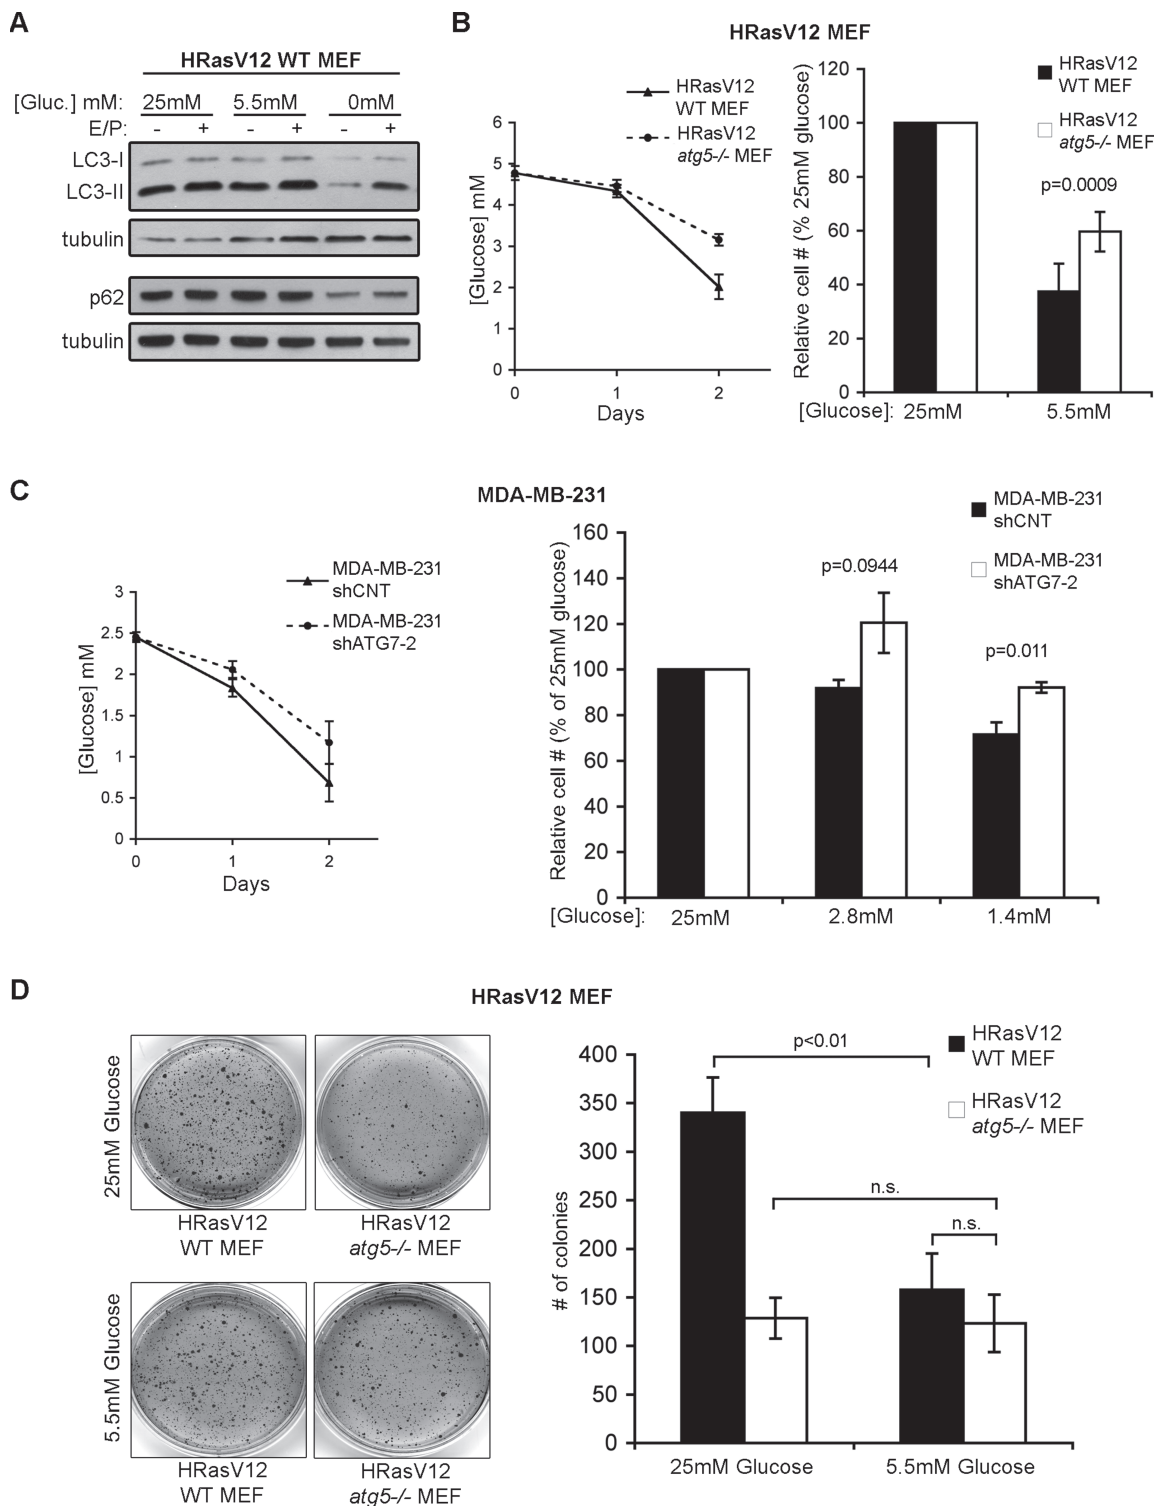 A
HRasV12 WT MEF
[Gluc.] mM: 25mM 5.5mM 0mM
E/P: - + - + - +
LC3-I
LC3-II
tubulin
p62
tubulin
B
HRasV12 MEF
HRasV12
WT MEF
HRasV12
atg5-/- MEF
[Glucose] mM
6
5
4
3
2
1
0
0 1 2
Days
HRasV12
WT MEF
HRasV12
atg5-/- MEF
Relative cell # (% 25mM glucose)
120
100
80
60
40
20
0
p=0.0009
[Glucose]: 25mM 5.5mM
C
MDA-MB-231
MDA-MB-231
shCNT
MDA-MB-231
shATG7-2
[Glucose] mM
3
2.5
2
1.5
1
0.5
0
0 1 2
Days
MDA-MB-231
shCNT
MDA-MB-231
shATG7-2
Relative cell # (% of 25mM glucose)
160
140
120
100
80
60
40
20
0
p=0.0944
p=0.011
[Glucose]: 25mM 2.8mM 1.4mM
D
HRasV12 MEF
25mM Glucose
HRasV12
WT MEF
HRasV12
atg5-/- MEF
5.5mM Glucose
HRasV12
WT MEF
HRasV12
atg5-/- MEF
HRasV12
WT MEF
HRasV12
atg5-/- MEF
# of colonies
400
350
300
250
200
150
100
50
0
p<0.01
n.s.
n.s.
25mM Glucose 5.5mM Glucose